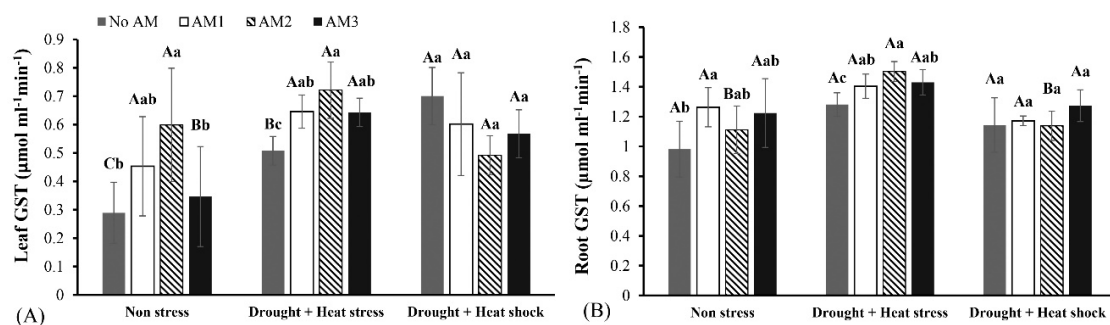 No AM AM1 AM2 AM3
Leaf GST (µmol ml⁻¹min⁻¹)
0.9
0.8
0.7
0.6
0.5
0.4
0.3
0.2
0.1
0
Cb Aab Aa Bb
Bc Aab Aa Aab
Aa Aa Aa Aa
Non stress Drought + Heat stress Drought + Heat shock
(A)
Root GST (µmol ml⁻¹min⁻¹)
1.8
1.6
1.4
1.2
1
0.8
0.6
0.4
0.2
0
Ab Aa Bab Aab
Ac Aab Aa Aab
Aa Aa Ba Aa
Non stress Drought + Heat stress Drought + Heat shock
(B)